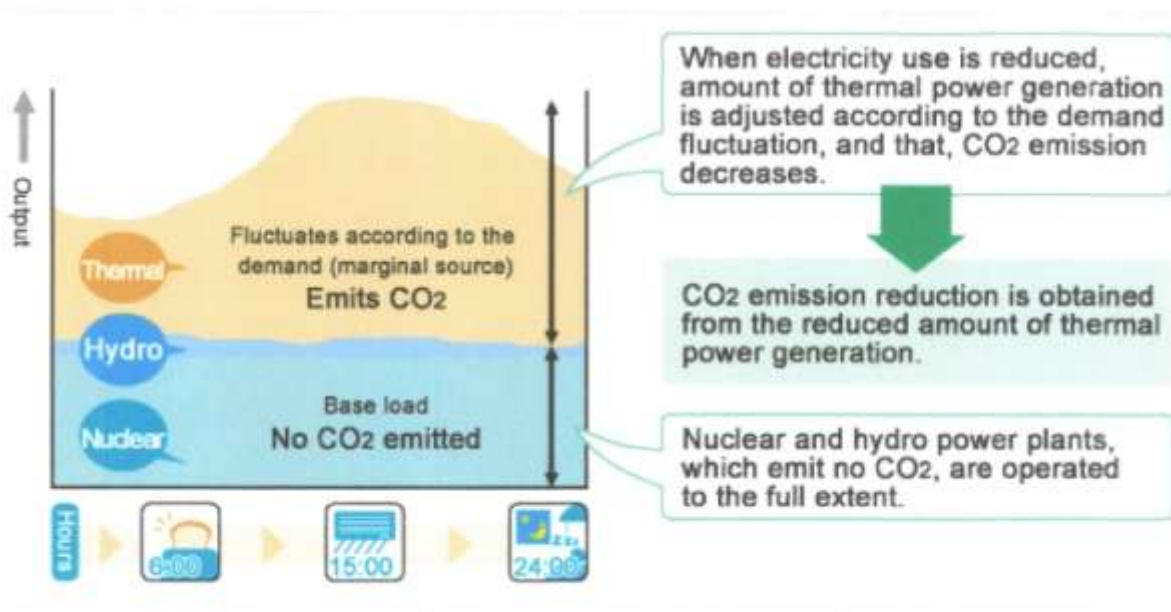 When electricity use is reduced,
amount of thermal power generation
is adjusted according to the demand
fluctuation, and that, CO2 emission
decreases.
Output
Fluctuates according to the
demand (marginal source)
Emits CO2
Thermal
CO2 emission reduction is obtained
from the reduced amount of thermal
power generation.
Hydro
Base load
No CO2 emitted
Nuclear
Nuclear and hydro power plants,
which emit no CO2, are operated
to the full extent.
Hours
6:00
15:00
zzz
24:00